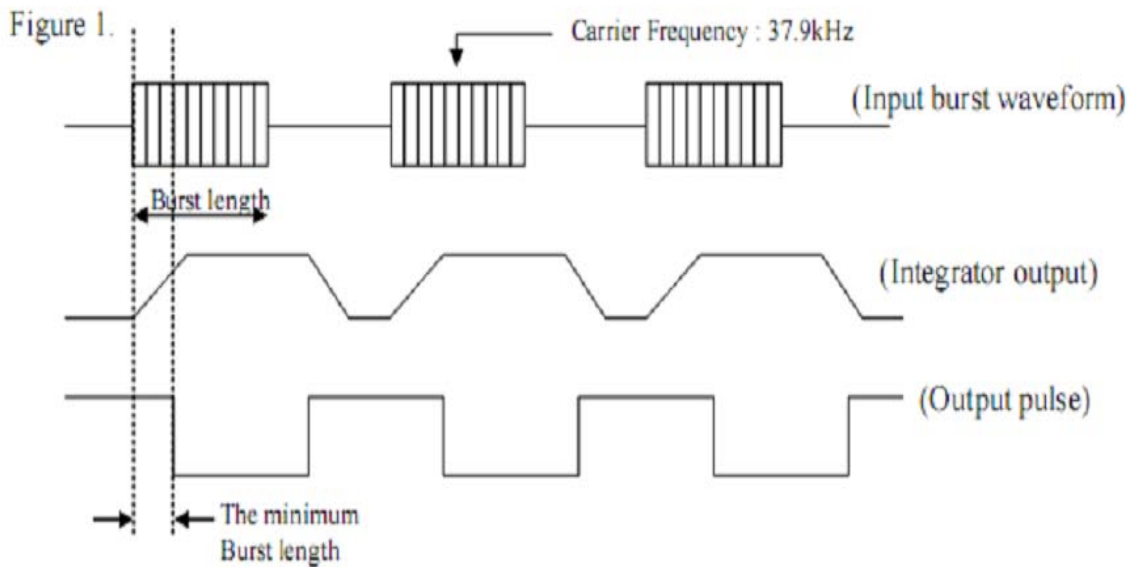 Figure 1.
Carrier Frequency : 37.9kHz
(Input burst waveform)
Burst length
(Integrator output)
(Output pulse)
The minimum
Burst length